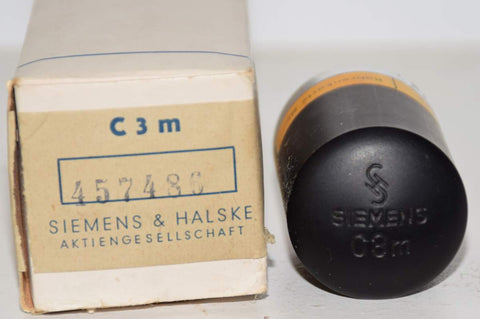 C 3 m
457486
SIEMENS & HALSKE
AKTIENGESELLSCHAFT
SIEMENS
C3m